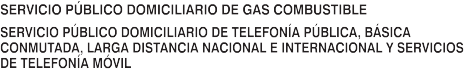 SERVICIO PÚBLICO DOMICILIARIO DE GAS COMBUSTIBLE
SERVICIO PÚBLICO DOMICILIARIO DE TELEFONÍA PÚBLICA, BÁSICA
CONMUTADA, LARGA DISTANCIA NACIONAL E INTERNACIONAL Y SERVICIOS
DE TELEFONÍA MÓVIL